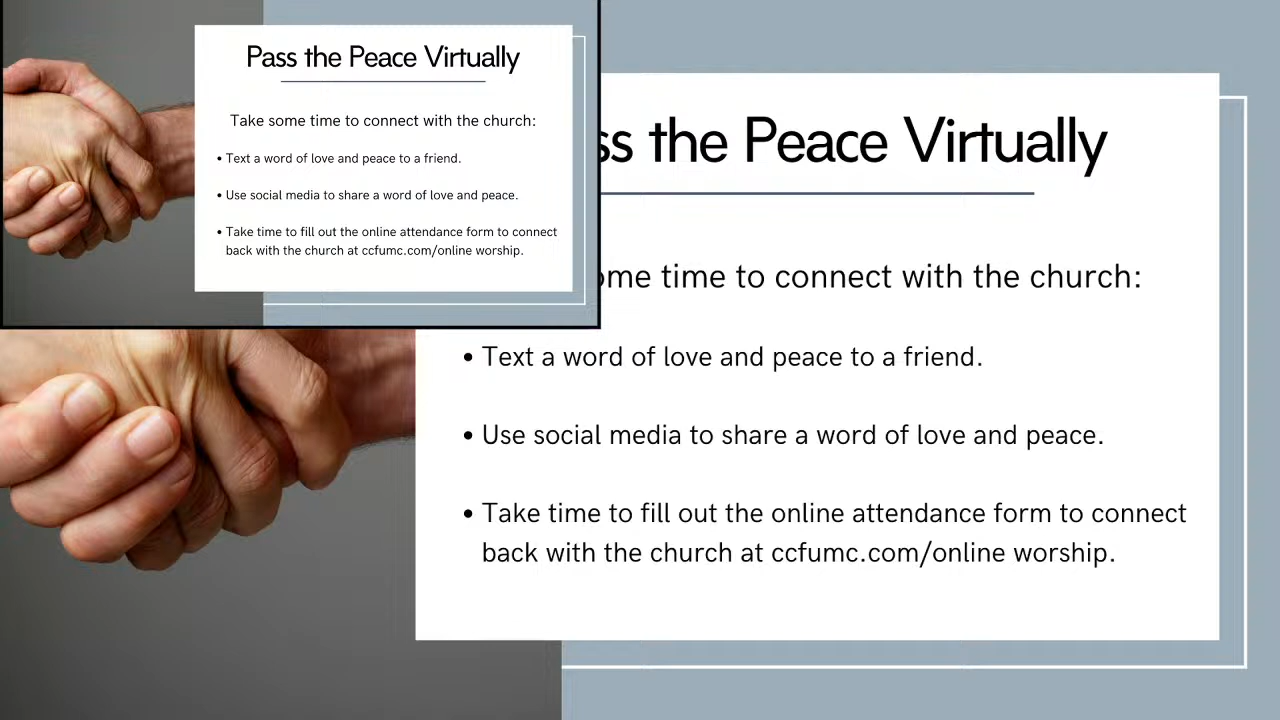 Pass the Peace Virtually
Take some time to connect with the church:
• Text a word of love and peace to a friend.
• Use social media to share a word of love and peace.
• Take time to fill out the online attendance form to connect
back with the church at ccfumc.com/online worship.
ss the Peace Virtually
ome time to connect with the church:
• Text a word of love and peace to a friend.
• Use social media to share a word of love and peace.
• Take time to fill out the online attendance form to connect
back with the church at ccfumc.com/online worship.